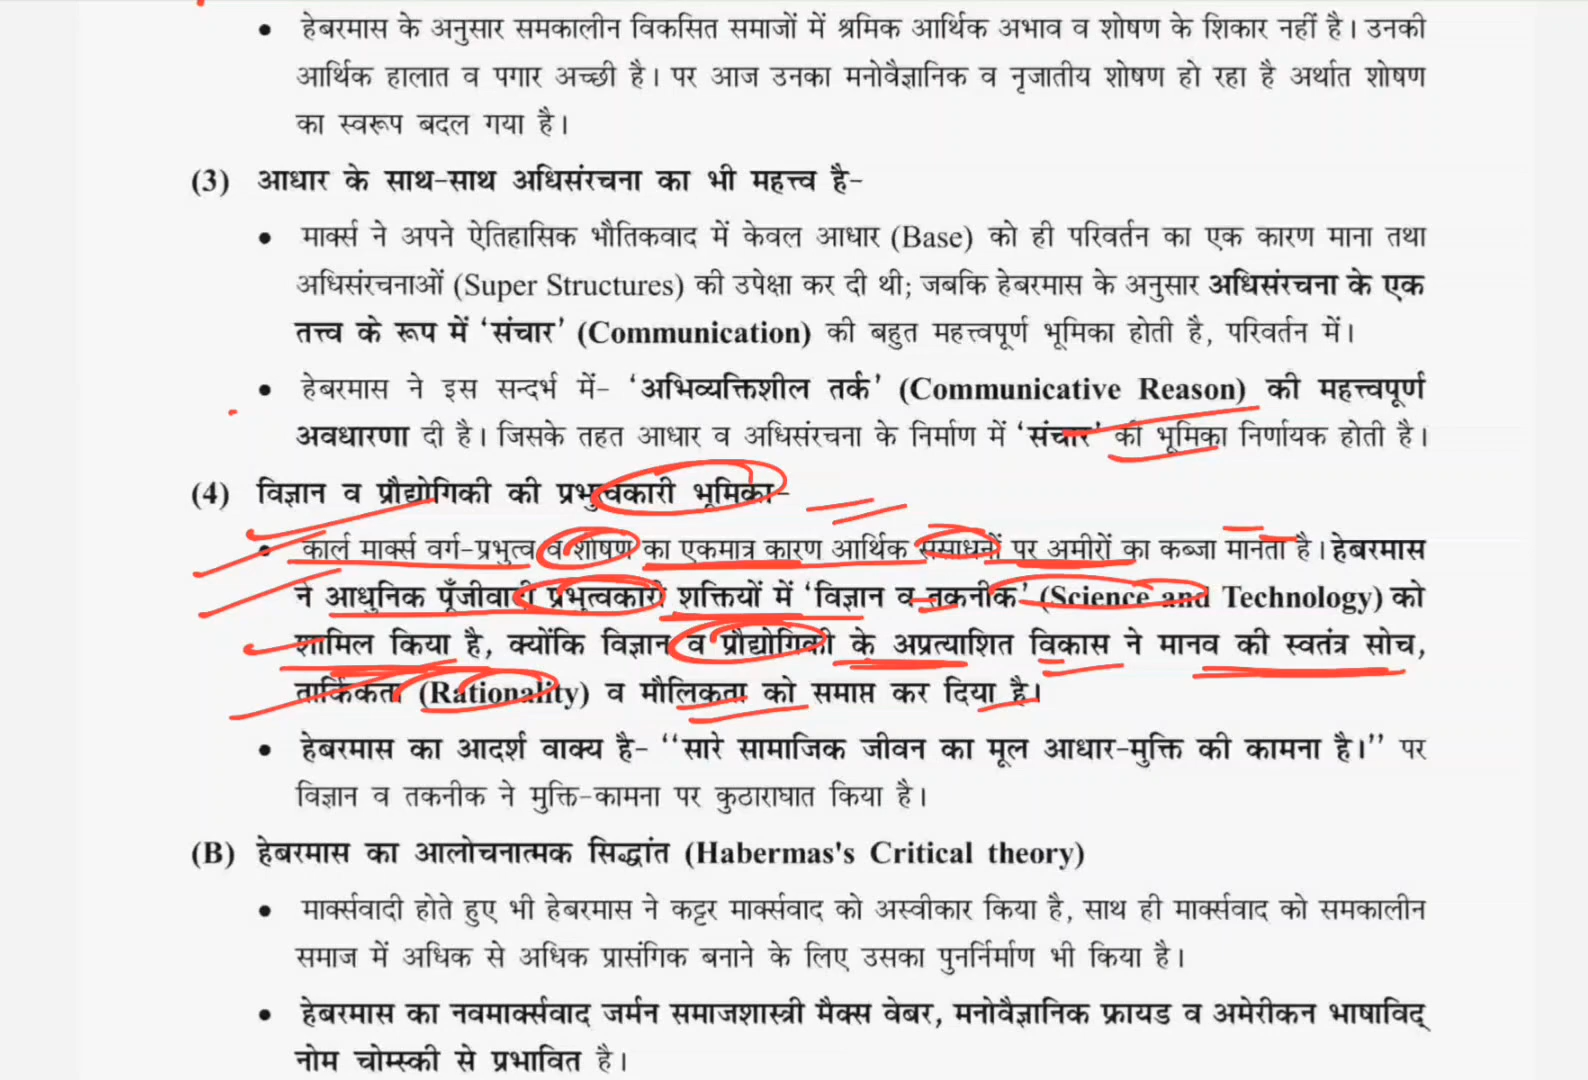 • हेबरमास के अनुसार समकालीन विकसित समाजों में श्रमिक आर्थिक अभाव व शोषण के शिकार नहीं है। उनकी
आर्थिक हालात व पगार अच्छी है। पर आज उनका मनोवैज्ञानिक व नृजातीय शोषण हो रहा है अर्थात शोषण
का स्वरूप बदल गया है।
(3) आधार के साथ-साथ अधिसंरचना का भी महत्त्व है-
• मार्क्स ने अपने ऐतिहासिक भौतिकवाद में केवल आधार (Base) को ही परिवर्तन का एक कारण माना तथा
अधिसंरचनाओं (Super Structures) की उपेक्षा कर दी थी; जबकि हेबरमास के अनुसार अधिसंरचना के एक
तत्त्व के रूप में ‘संचार’ (Communication) की बहुत महत्त्वपूर्ण भूमिका होती है, परिवर्तन में।
• हेबरमास ने इस सन्दर्भ में- ‘अभिव्यक्तिशील तर्क’ (Communicative Reason) की महत्त्वपूर्ण
अवधारणा दी है। जिसके तहत आधार व अधिसंरचना के निर्माण में ‘संचार’ की भूमिका निर्णायक होती है।
(4) विज्ञान व प्रौद्योगिकी की प्रभुत्वकारी भूमिका-
• कार्ल मार्क्स वर्ग-प्रभुत्व व शोषण का एकमात्र कारण आर्थिक संसाधनों पर अमीरों का कब्जा मानता है। हेबरमास
ने आधुनिक पूँजीवादी प्रभुत्वकारी शक्तियों में ‘विज्ञान व तकनीक’ (Science and Technology) को
शामिल किया है, क्योंकि विज्ञान व प्रौद्योगिकी के अप्रत्याशित विकास ने मानव की स्वतंत्र सोच,
तार्किकता (Rationality) व मौलिकता को समाप्त कर दिया है।
• हेबरमास का आदर्श वाक्य है- ‘‘सारे सामाजिक जीवन का मूल आधार-मुक्ति की कामना है।’’ पर
विज्ञान व तकनीक ने मुक्ति-कामना पर कुठाराघात किया है।
(B) हेबरमास का आलोचनात्मक सिद्धांत (Habermas's Critical theory)
• मार्क्सवादी होते हुए भी हेबरमास ने कट्टर मार्क्सवाद को अस्वीकार किया है, साथ ही मार्क्सवाद को समकालीन
समाज में अधिक से अधिक प्रासंगिक बनाने के लिए उसका पुनर्निर्माण भी किया है।
• हेबरमास का नवमार्क्सवाद जर्मन समाजशास्त्री मैक्स वेबर, मनोवैज्ञानिक फ्रायड व अमेरीकन भाषाविद्
नोम चोम्स्की से प्रभावित है।